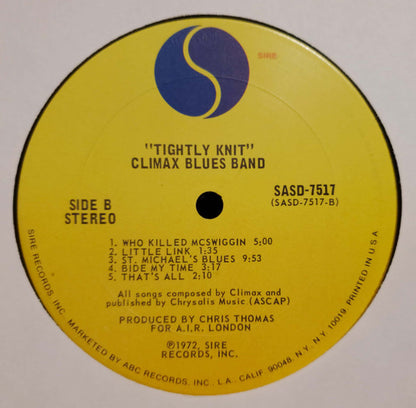 SIRE
"TIGHTLY KNIT"
CLIMAX BLUES BAND
SIDE B
STEREO
SASD-7517
(SASD-7517-B)
1. WHO KILLED MCSWIGGIN 5:00
2. LITTLE LINK 1:35
3. ST. MICHAEL'S BLUES 9:53
4. BIDE MY TIME 3:17
5. THAT'S ALL 2:10
All songs composed by Climax and
published by Chrysalis Music (ASCAP)
PRODUCED BY CHRIS THOMAS
FOR A.I.R. LONDON
℗1972, SIRE
RECORDS, INC.
SIRE RECORDS, INC. MARKETED BY ABC RECORDS, INC. L.A. CALIF. 90048, N.Y. N.Y. 10019. PRINTED IN U.S.A.